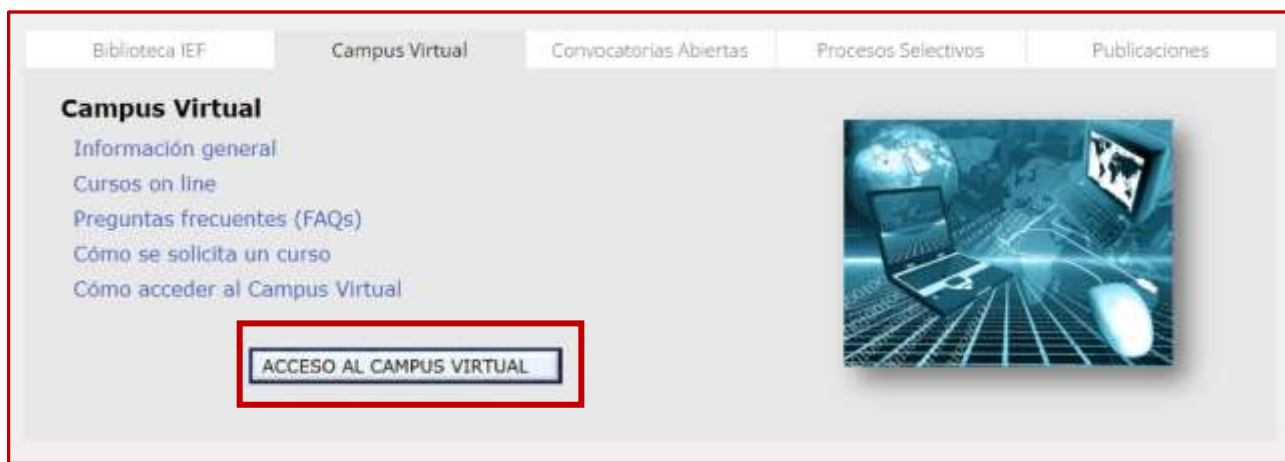 Biblioteca IEF Campus Virtual Convocatorias Abiertas Procesos Selectivos Publicaciones
Campus Virtual
Información general
Cursos on line
Preguntas frecuentes (FAQs)
Cómo se solicita un curso
Cómo acceder al Campus Virtual
ACCESO AL CAMPUS VIRTUAL